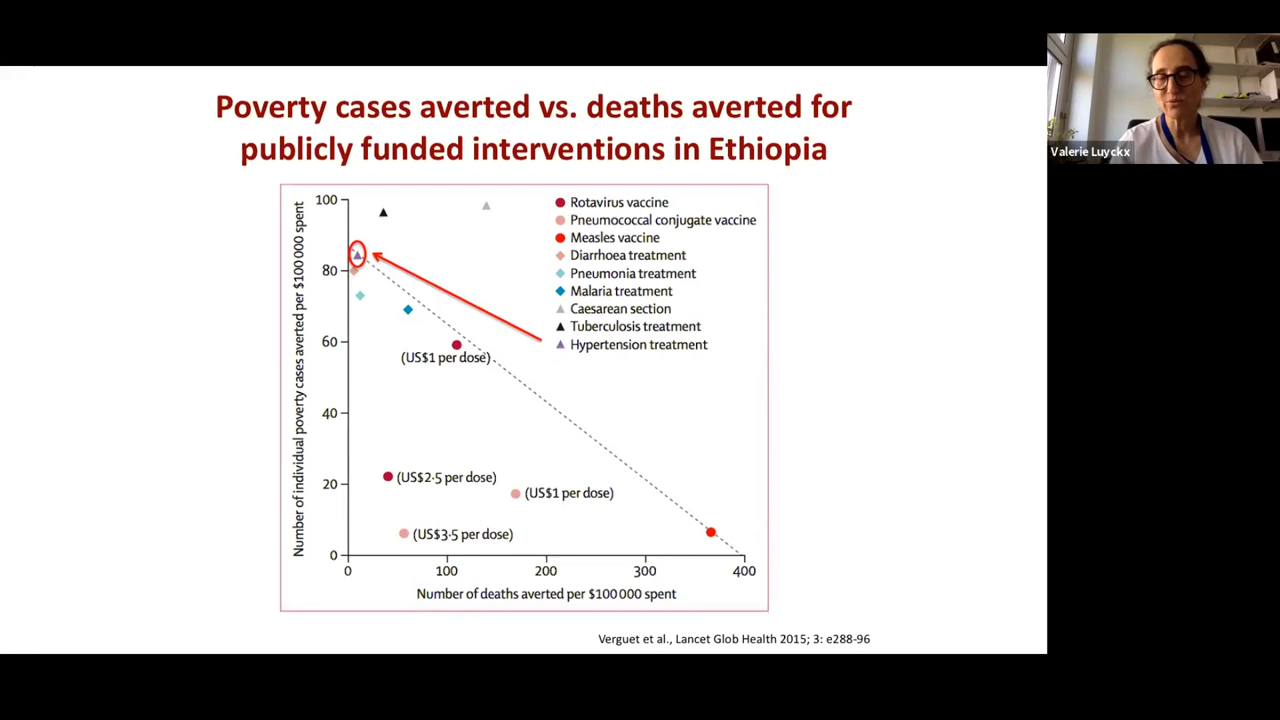 Poverty cases averted vs. deaths averted for
publicly funded interventions in Ethiopia
Valerie Luyckx
Number of individual poverty cases averted per $100 000 spent
100
80
60
40
20
0
Rotavirus vaccine
Pneumococcal conjugate vaccine
Measles vaccine
Diarrhoea treatment
Pneumonia treatment
Malaria treatment
Caesarean section
Tuberculosis treatment
Hypertension treatment
(US$1 per dose)
(US$2·5 per dose)
(US$1 per dose)
(US$3·5 per dose)
0 100 200 300 400
Number of deaths averted per $100 000 spent
Verguet et al., Lancet Glob Health 2015; 3: e288-96